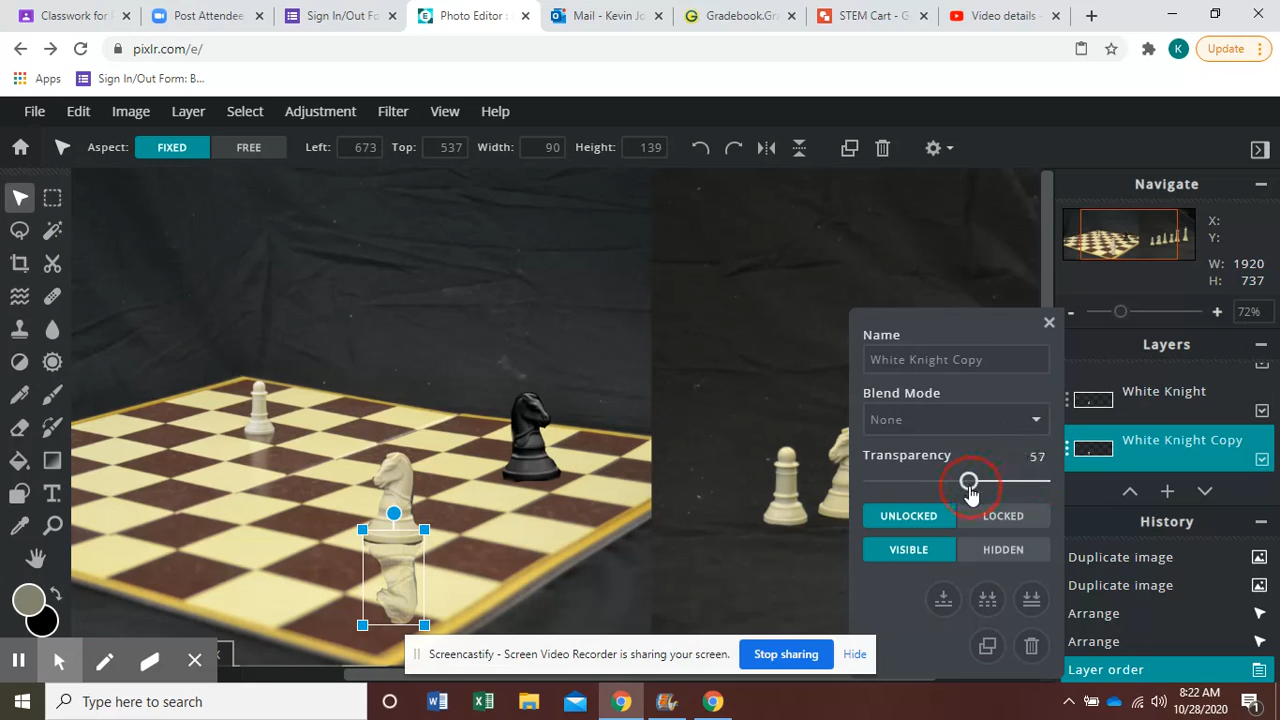 Classwork for P
Post Attendee
Sign In/Out Form:
Photo Editor :
Mail - Kevin Jo
Gradebook.Gra
STEM Cart - G
Video details -
pixlr.com/e/
K
Update
Apps
Sign In/Out Form: B...
File Edit Image Layer Select Adjustment Filter View Help
Aspect: FIXED FREE Left: 673 Top: 537 Width: 90 Height: 139
Navigate
X:
Y:
W: 1920
H: 737
72%
Layers
White Knight
White Knight Copy
Name
White Knight Copy
Blend Mode
None
Transparency 57
UNLOCKED LOCKED
VISIBLE HIDDEN
History
Duplicate image
Duplicate image
Arrange
Arrange
Layer order
Screencastify - Screen Video Recorder is sharing your screen. Stop sharing Hide
Type here to search
8:22 AM
10/28/2020
1